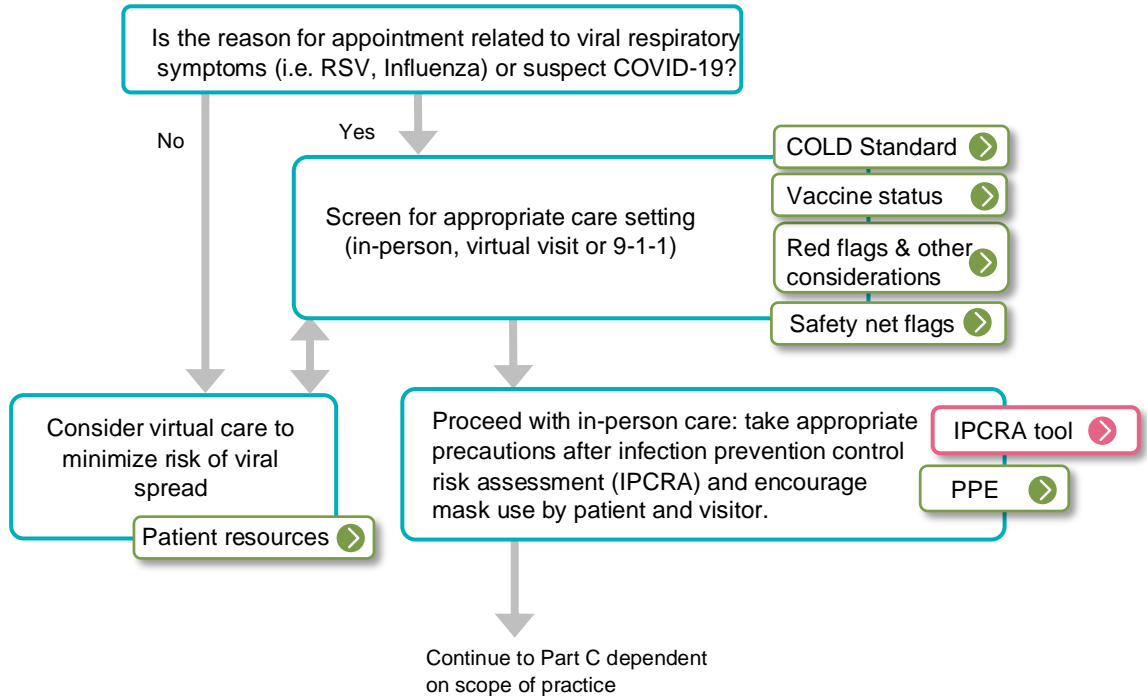 Is the reason for appointment related to viral respiratory
symptoms (i.e. RSV, Influenza) or suspect COVID-19?
No
Yes
Screen for appropriate care setting
(in-person, virtual visit or 9-1-1)
COLD Standard
Vaccine status
Red flags & other
considerations
Safety net flags
Consider virtual care to
minimize risk of viral
spread
Patient resources
Proceed with in-person care: take appropriate
precautions after infection prevention control
risk assessment (IPCRA) and encourage
mask use by patient and visitor.
IPCRA tool
PPE
Continue to Part C dependent
on scope of practice